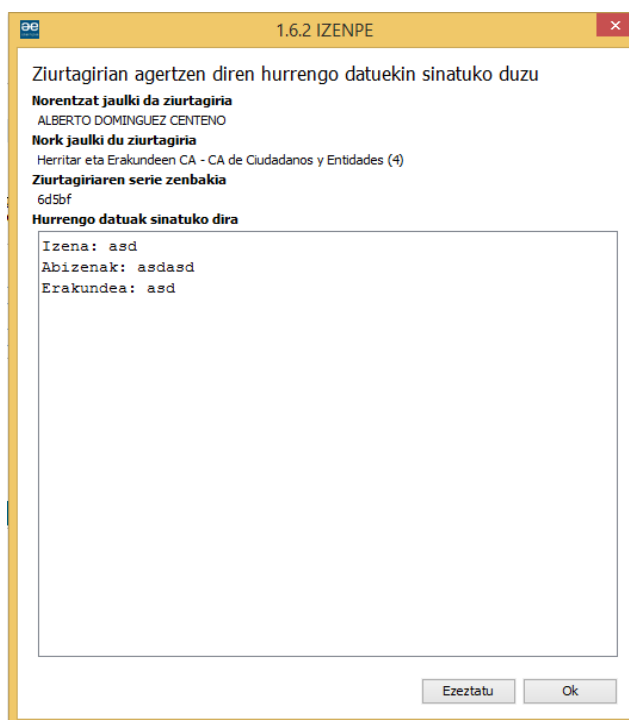 1.6.2 IZENPE
Ziurtagirian agertzen diren hurrengo datuekin sinatuko duzu
Norentzat jaulki da ziurtagiria
ALBERTO DOMINGUEZ CENTENO
Nork jaulki du ziurtagiria
Herritar eta Erakundeen CA - CA de Ciudadanos y Entidades (4)
Ziurtagiriaren serie zenbakia
6d5bf
Hurrengo datuak sinatuko dira
Izena: asd
Abizenak: asdasd
Erakundea: asd
Ezeztatu
Ok